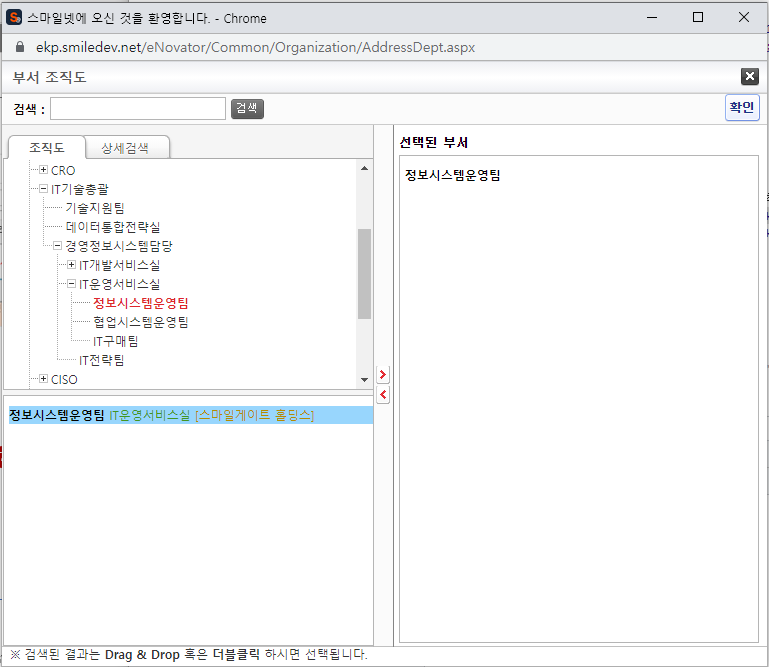 스마일넷에 오신 것을 환영합니다. - Chrome
ekp.smiledev.net/eNovator/Common/Organization/AddressDept.aspx
부서 조직도
검색 :
검색
확인
조직도
상세검색
CRO
IT기술총괄
기술지원팀
데이터통합전략실
경영정보시스템담당
IT개발서비스실
IT운영서비스실
정보시스템운영팀
협업시스템운영팀
IT구매팀
IT전략팀
CISO
정보시스템운영팀 IT운영서비스실 [스마일게이트 홀딩스]
※ 검색된 결과는 Drag & Drop 혹은 더블클릭 하시면 선택됩니다.
선택된 부서
정보시스템운영팀